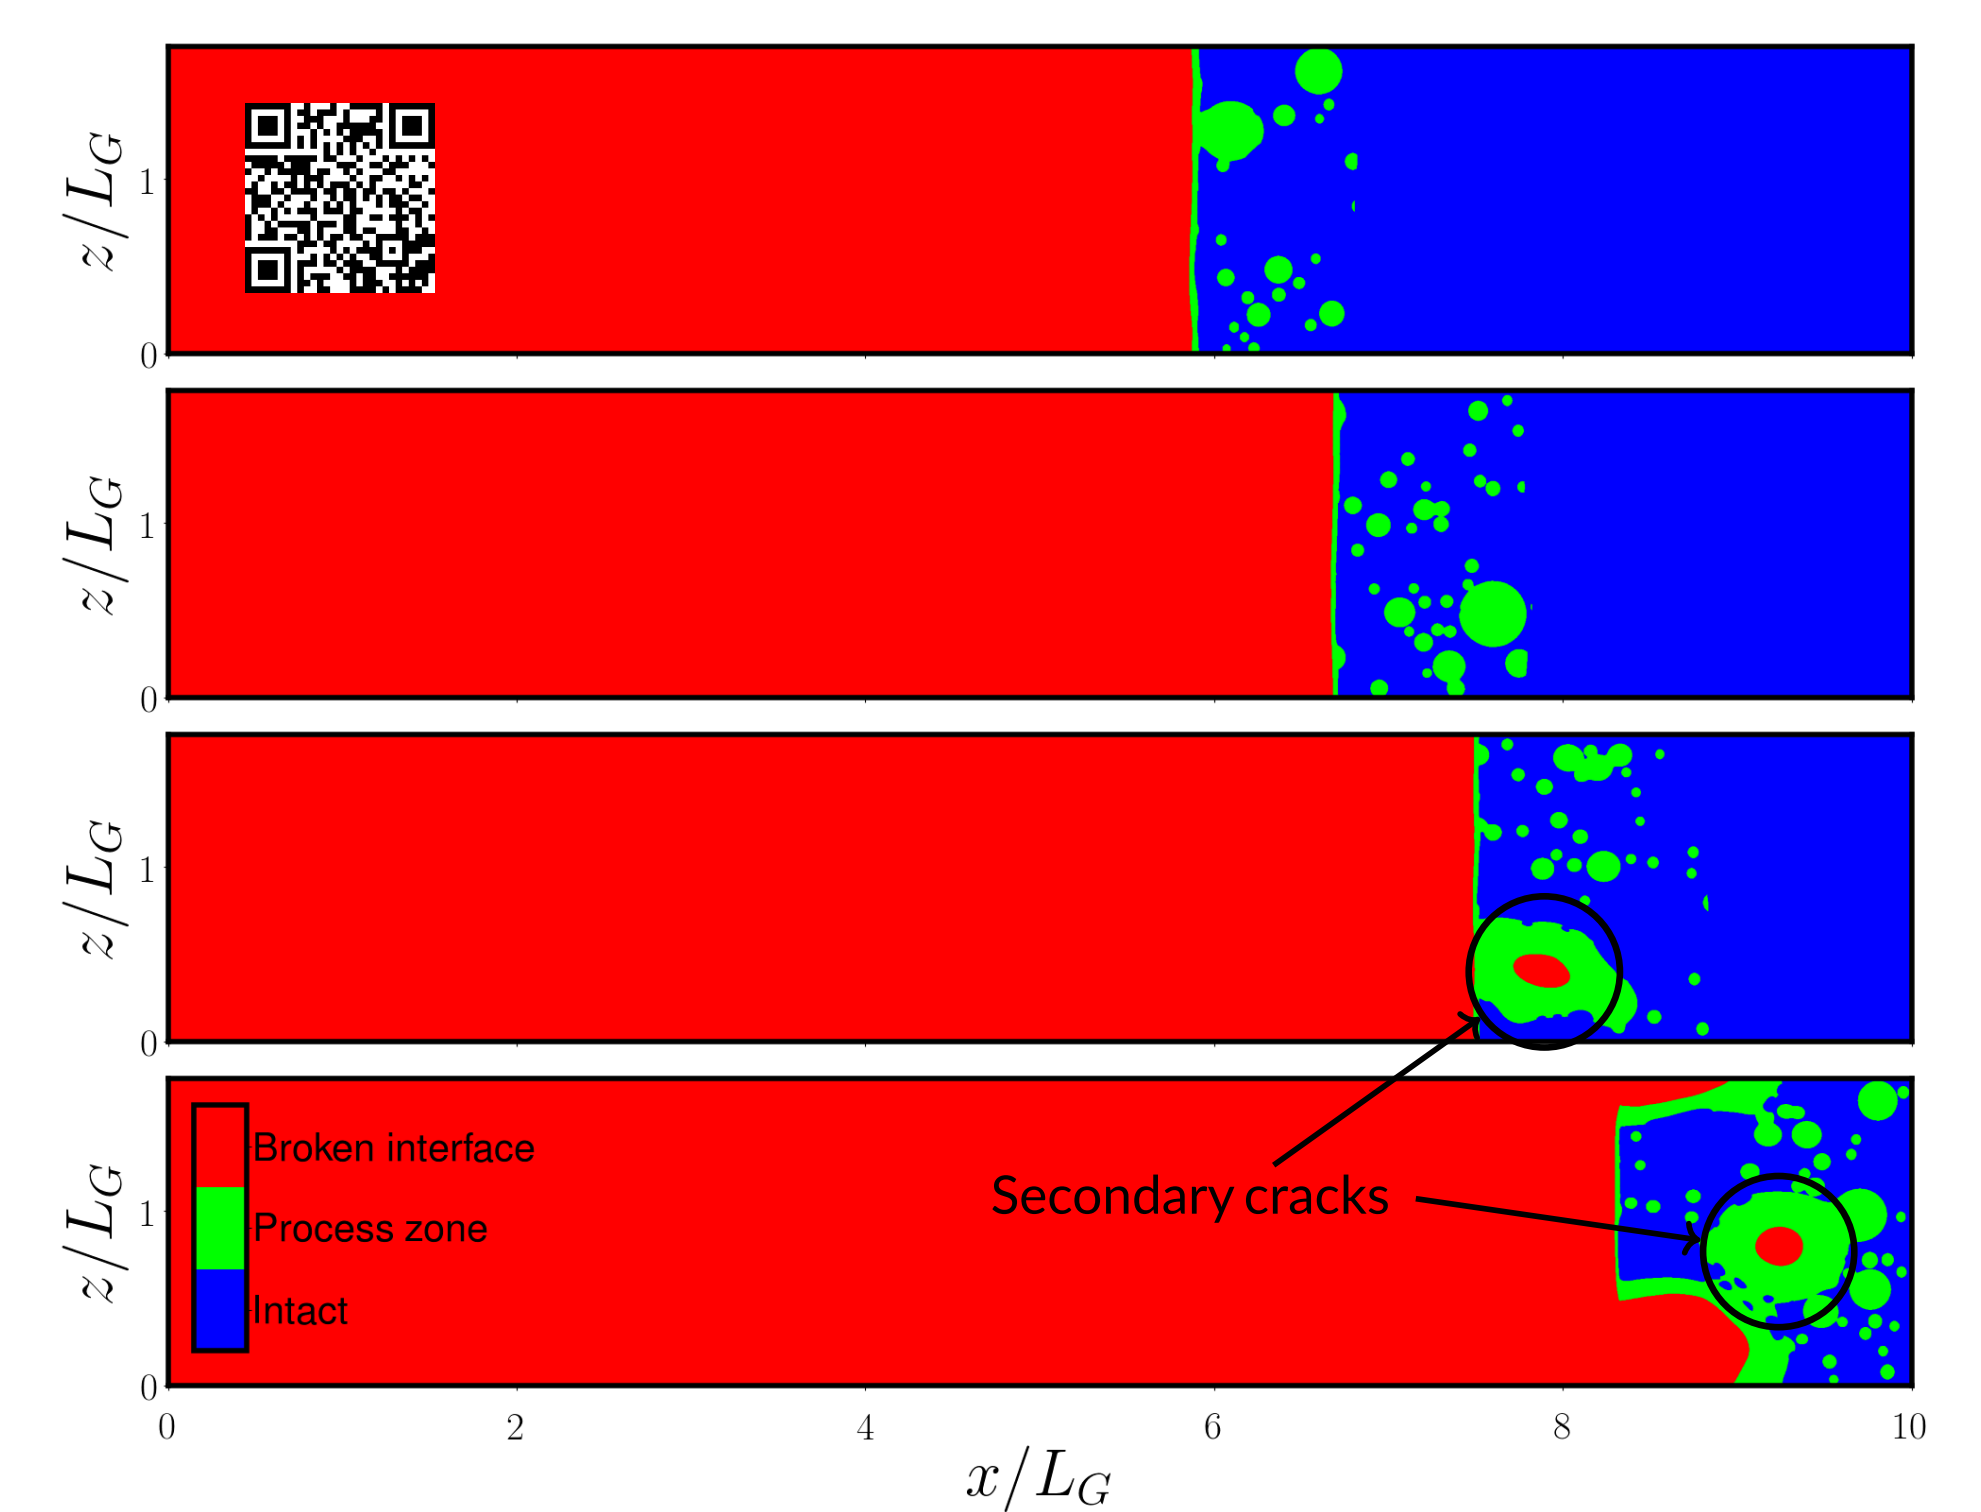 z/L_G
1
0
z/L_G
1
0
z/L_G
1
0
z/L_G
1
0
Broken interface
Process zone
Intact
Secondary cracks
0 2 4 6 8 10
x/L_G